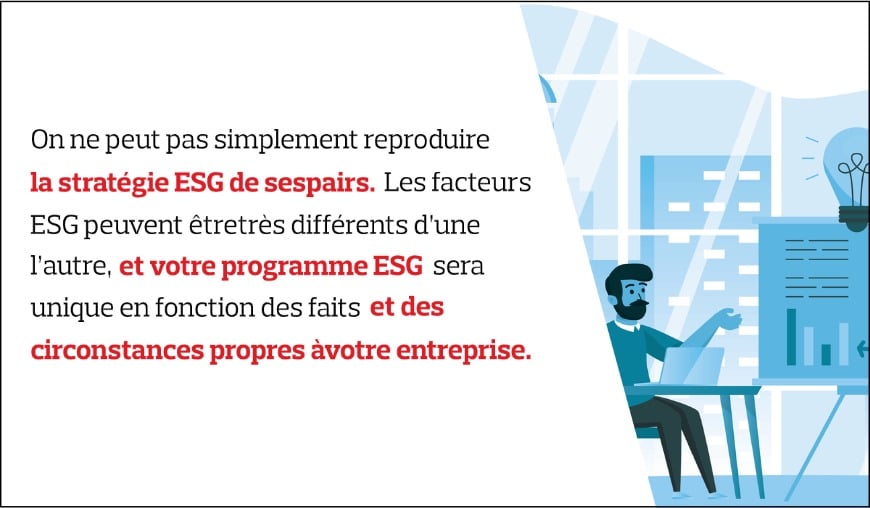 On ne peut pas simplement reproduire
la stratégie ESG de sespairs. Les facteurs
ESG peuvent êtretrès différents d’une
l’autre, et votre programme ESG sera
unique en fonction des faits et des
circonstances propres àvotre entreprise.